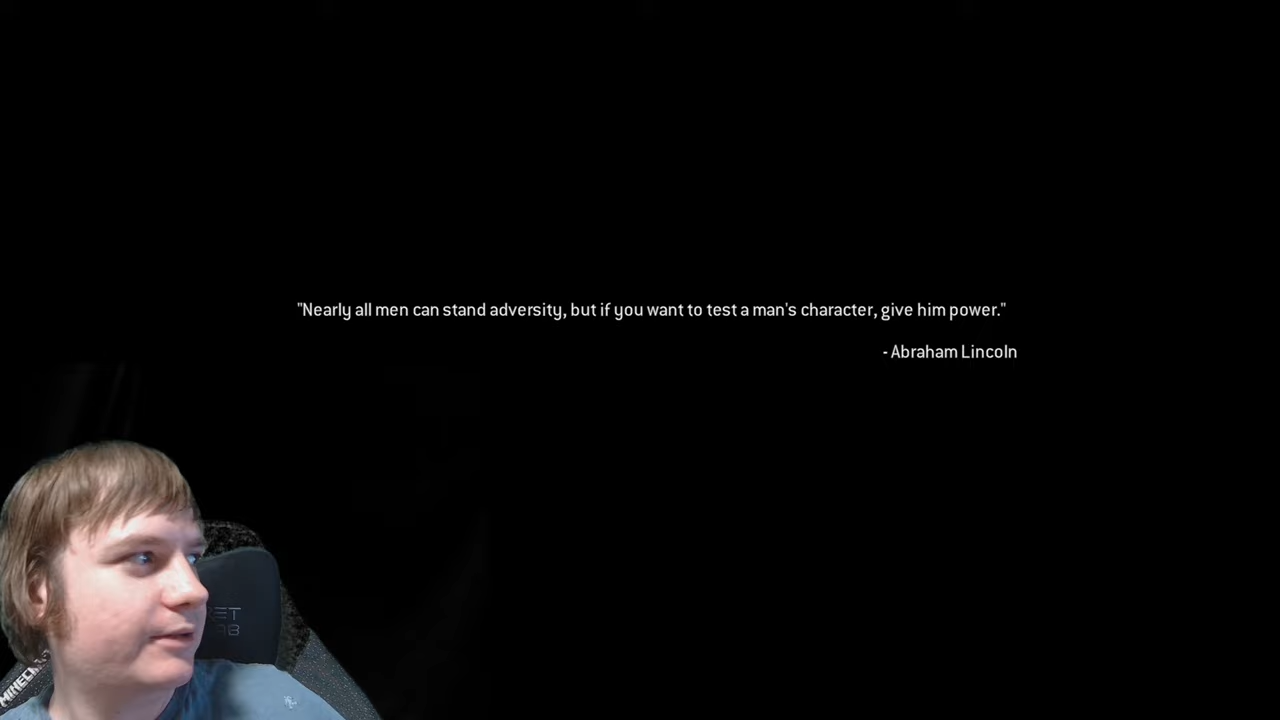 "Nearly all men can stand adversity, but if you want to test a man's character, give him power."
- Abraham Lincoln
MINECR